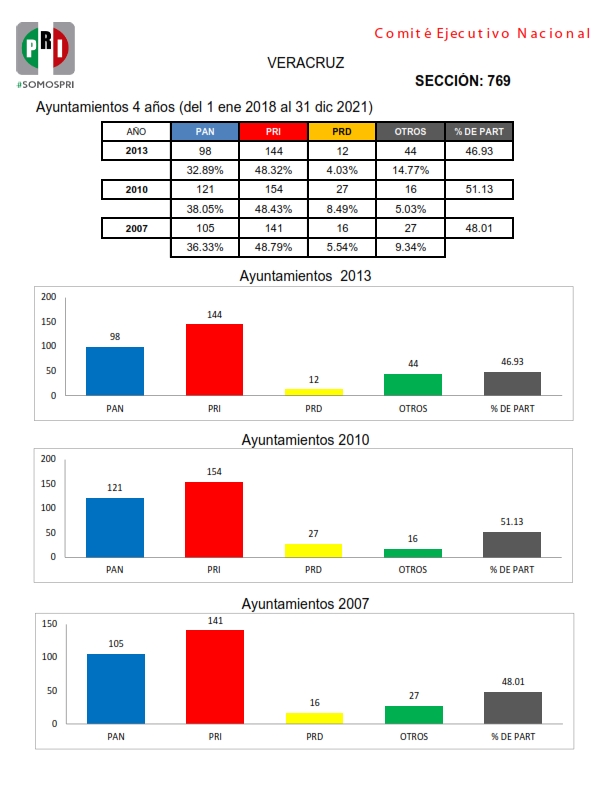 PRI
#SOMOSPRI
Comité Ejecutivo Nacional
VERACRUZ
SECCIÓN: 769
Ayuntamientos 4 años (del 1 ene 2018 al 31 dic 2021)
AÑO PAN PRI PRD OTROS % DE PART
2013 98 144 12 44 46.93
32.89% 48.32% 4.03% 14.77%
2010 121 154 27 16 51.13
38.05% 48.43% 8.49% 5.03%
2007 105 141 16 27 48.01
36.33% 48.79% 5.54% 9.34%
Ayuntamientos 2013
200
150
100
50
0
98 144 12 44 46.93
PAN PRI PRD OTROS % DE PART
Ayuntamientos 2010
200
150
100
50
0
121 154 27 16 51.13
PAN PRI PRD OTROS % DE PART
Ayuntamientos 2007
150
100
50
0
105 141 16 27 48.01
PAN PRI PRD OTROS % DE PART